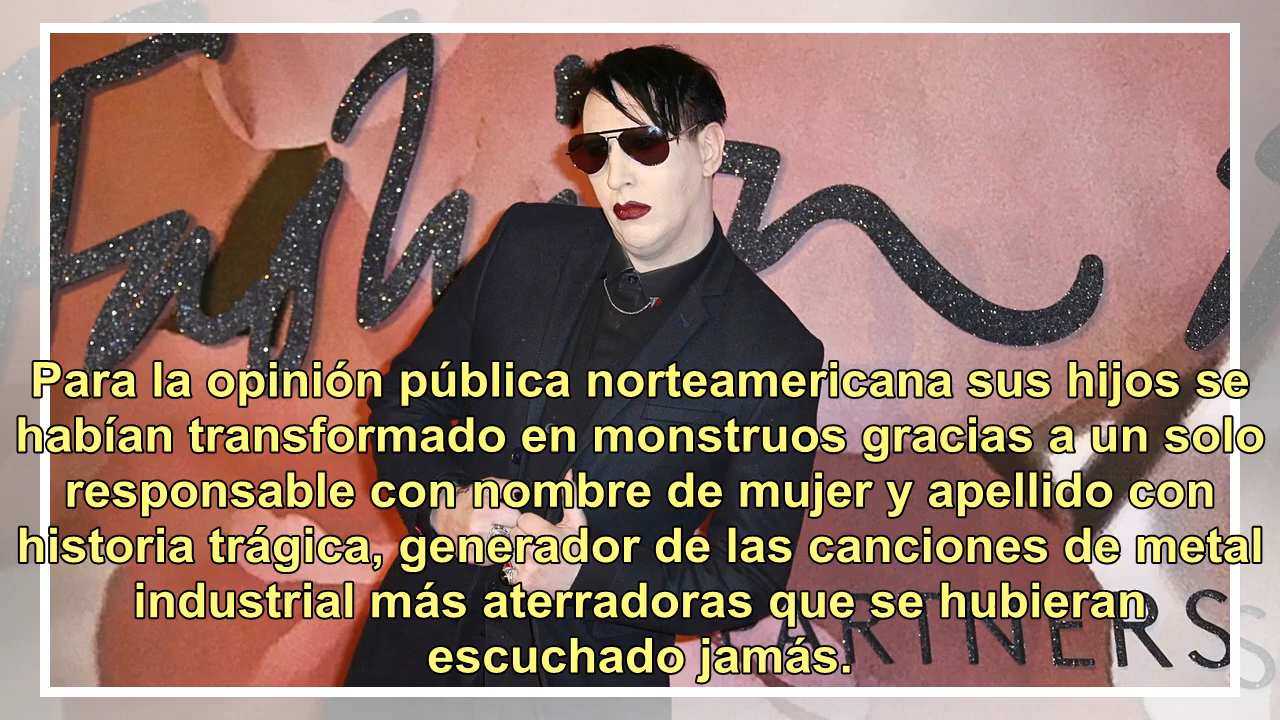 Fashion
PARTNERS
Para la opinión pública norteamericana sus hijos se
habían transformado en monstruos gracias a un solo
responsable con nombre de mujer y apellido con
historia trágica, generador de las canciones de metal
industrial más aterradoras que se hubieran
escuchado jamás.